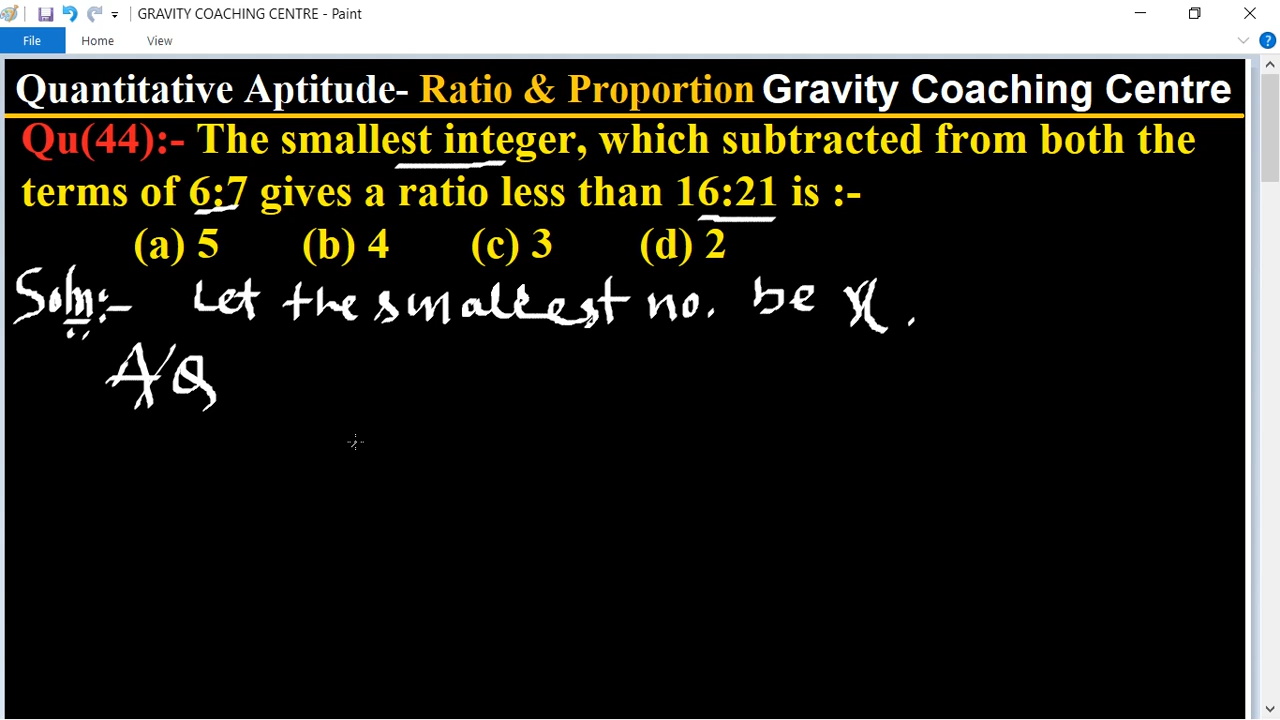 GRAVITY COACHING CENTRE - Paint
File Home View
Quantitative Aptitude- Ratio & Proportion Gravity Coaching Centre
Qu(44):- The smallest integer, which subtracted from both the
terms of 6:7 gives a ratio less than 16:21 is :-
(a) 5 (b) 4 (c) 3 (d) 2
Soln:- Let the smallest no. be x.
A/Q